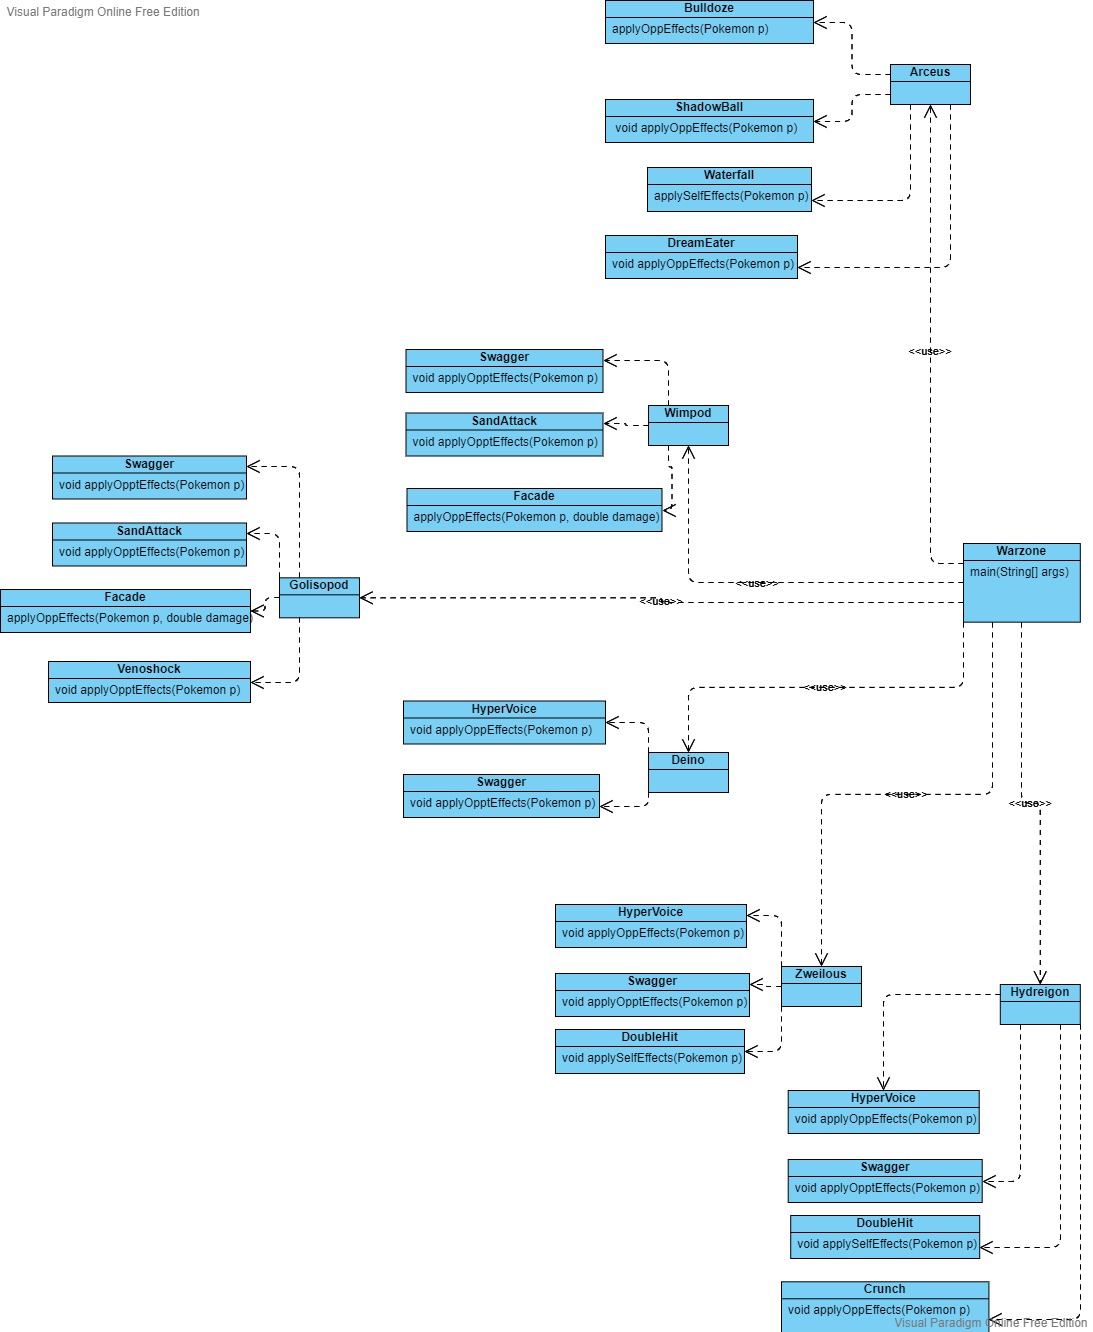 Visual Paradigm Online Free Edition
Bulldoze
applyOppEffects(Pokemon p)
Arceus
ShadowBall
void applyOppEffects(Pokemon p)
Waterfall
applySelfEffects(Pokemon p)
DreamEater
void applyOppEffects(Pokemon p)
<<use>>
Swagger
void applyOpptEffects(Pokemon p)
Wimpod
SandAttack
void applyOpptEffects(Pokemon p)
Swagger
void applyOpptEffects(Pokemon p)
Facade
applyOppEffects(Pokemon p, double damage)
SandAttack
void applyOpptEffects(Pokemon p)
Warzone
main(String[] args)
<<use>>
Golisopod
<<use>>
Facade
applyOppEffects(Pokemon p, double damage)
Venoshock
void applyOpptEffects(Pokemon p)
<<use>>
HyperVoice
void applyOppEffects(Pokemon p)
Deino
Swagger
void applyOpptEffects(Pokemon p)
<<use>>
<<use>>
HyperVoice
void applyOppEffects(Pokemon p)
Zweilous
Swagger
void applyOpptEffects(Pokemon p)
Hydreigon
DoubleHit
void applySelfEffects(Pokemon p)
HyperVoice
void applyOppEffects(Pokemon p)
Swagger
void applyOpptEffects(Pokemon p)
DoubleHit
void applySelfEffects(Pokemon p)
Crunch
void applyOppEffects(Pokemon p)
Visual Paradigm Online Free Edition